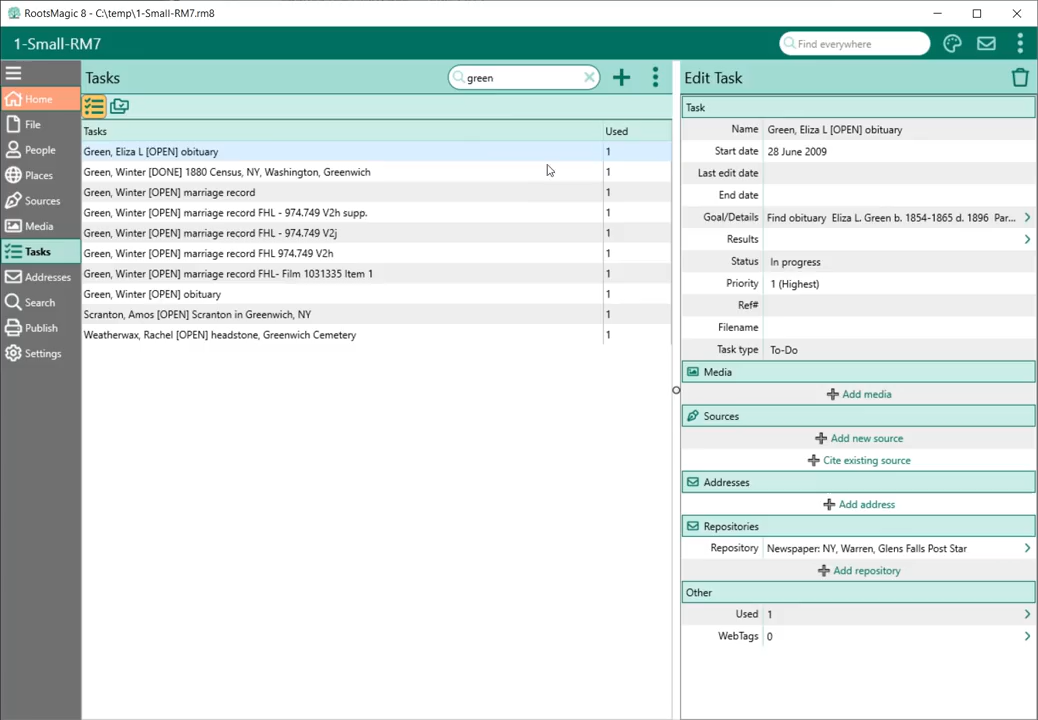 RootsMagic 8 - C:\temp\1-Small-RM7.rm8
1-Small-RM7
Find everywhere
Home
File
People
Places
Sources
Media
Tasks
Addresses
Search
Publish
Settings
Tasks
green
Tasks Used
Green, Eliza L [OPEN] obituary 1
Green, Winter [DONE] 1880 Census, NY, Washington, Greenwich 1
Green, Winter [OPEN] marriage record 1
Green, Winter [OPEN] marriage record FHL - 974.749 V2h supp. 1
Green, Winter [OPEN] marriage record FHL - 974.749 V2j 1
Green, Winter [OPEN] marriage record FHL 974.749 V2h 1
Green, Winter [OPEN] marriage record FHL- Film 1031335 Item 1 1
Green, Winter [OPEN] obituary 1
Scranton, Amos [OPEN] Scranton in Greenwich, NY 1
Weatherwax, Rachel [OPEN] headstone, Greenwich Cemetery 1
Edit Task
Task
Name Green, Eliza L [OPEN] obituary
Start date 28 June 2009
Last edit date
End date
Goal/Details Find obituary Eliza L. Green b. 1854-1865 d. 1896 Par...
Results
Status In progress
Priority 1 (Highest)
Ref#
Filename
Task type To-Do
Media
Add media
Sources
Add new source
Cite existing source
Addresses
Add address
Repositories
Repository Newspaper: NY, Warren, Glens Falls Post Star
Add repository
Other
Used 1
WebTags 0